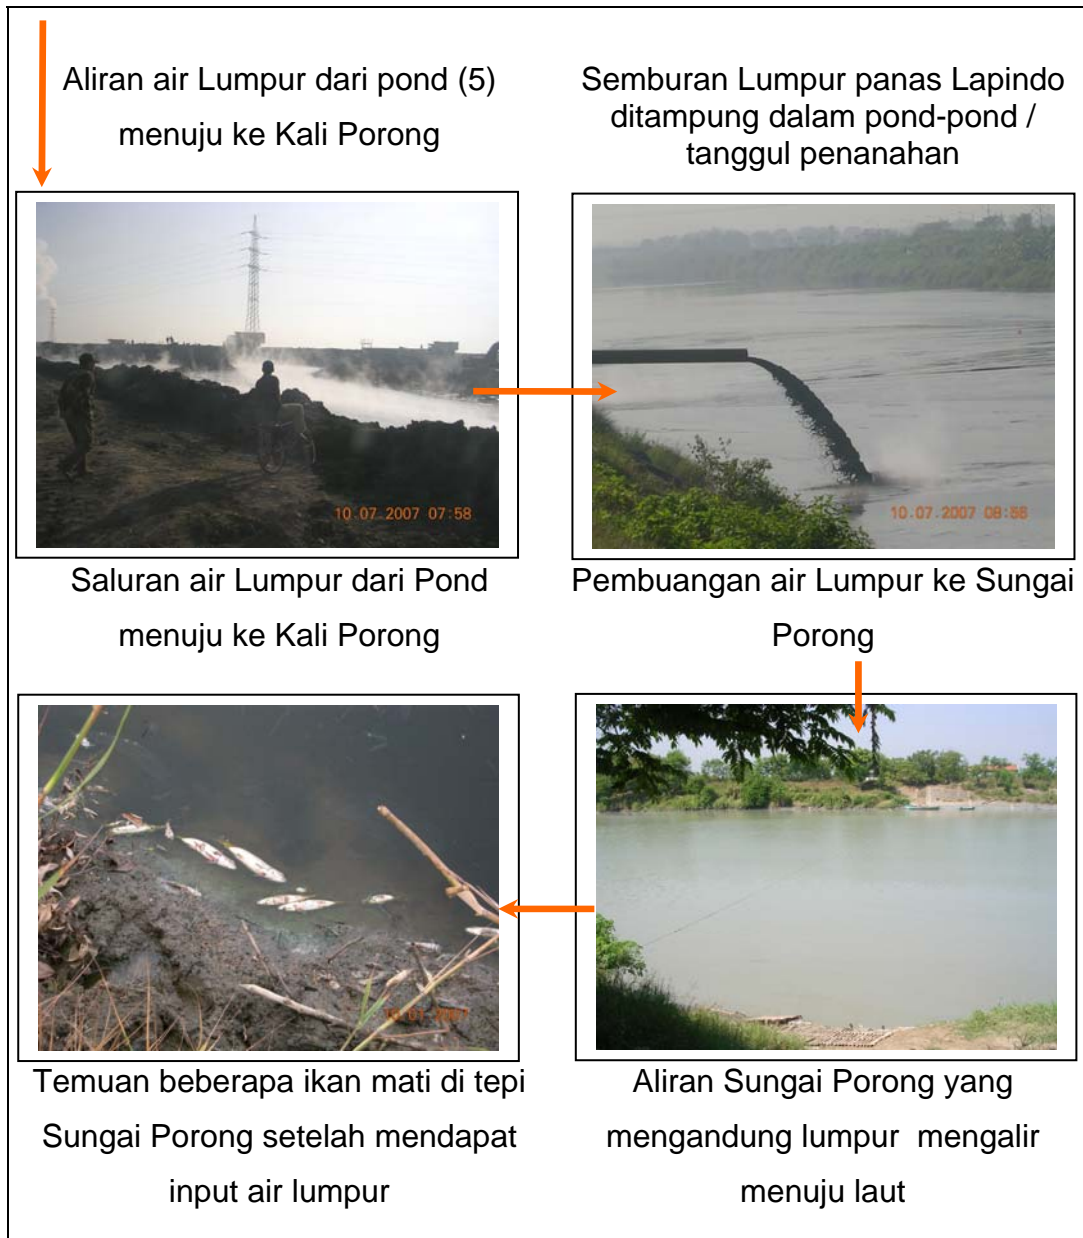 Aliran air Lumpur dari pond (5)
menuju ke Kali Porong
Semburan Lumpur panas Lapindo
ditampung dalam pond-pond /
tanggul penanahan
10.07.2007 07:58
10.07.2007 08:56
Saluran air Lumpur dari Pond
menuju ke Kali Porong
Pembuangan air Lumpur ke Sungai
Porong
Temuan beberapa ikan mati di tepi
Sungai Porong setelah mendapat
input air lumpur
Aliran Sungai Porong yang
mengandung lumpur mengalir
menuju laut